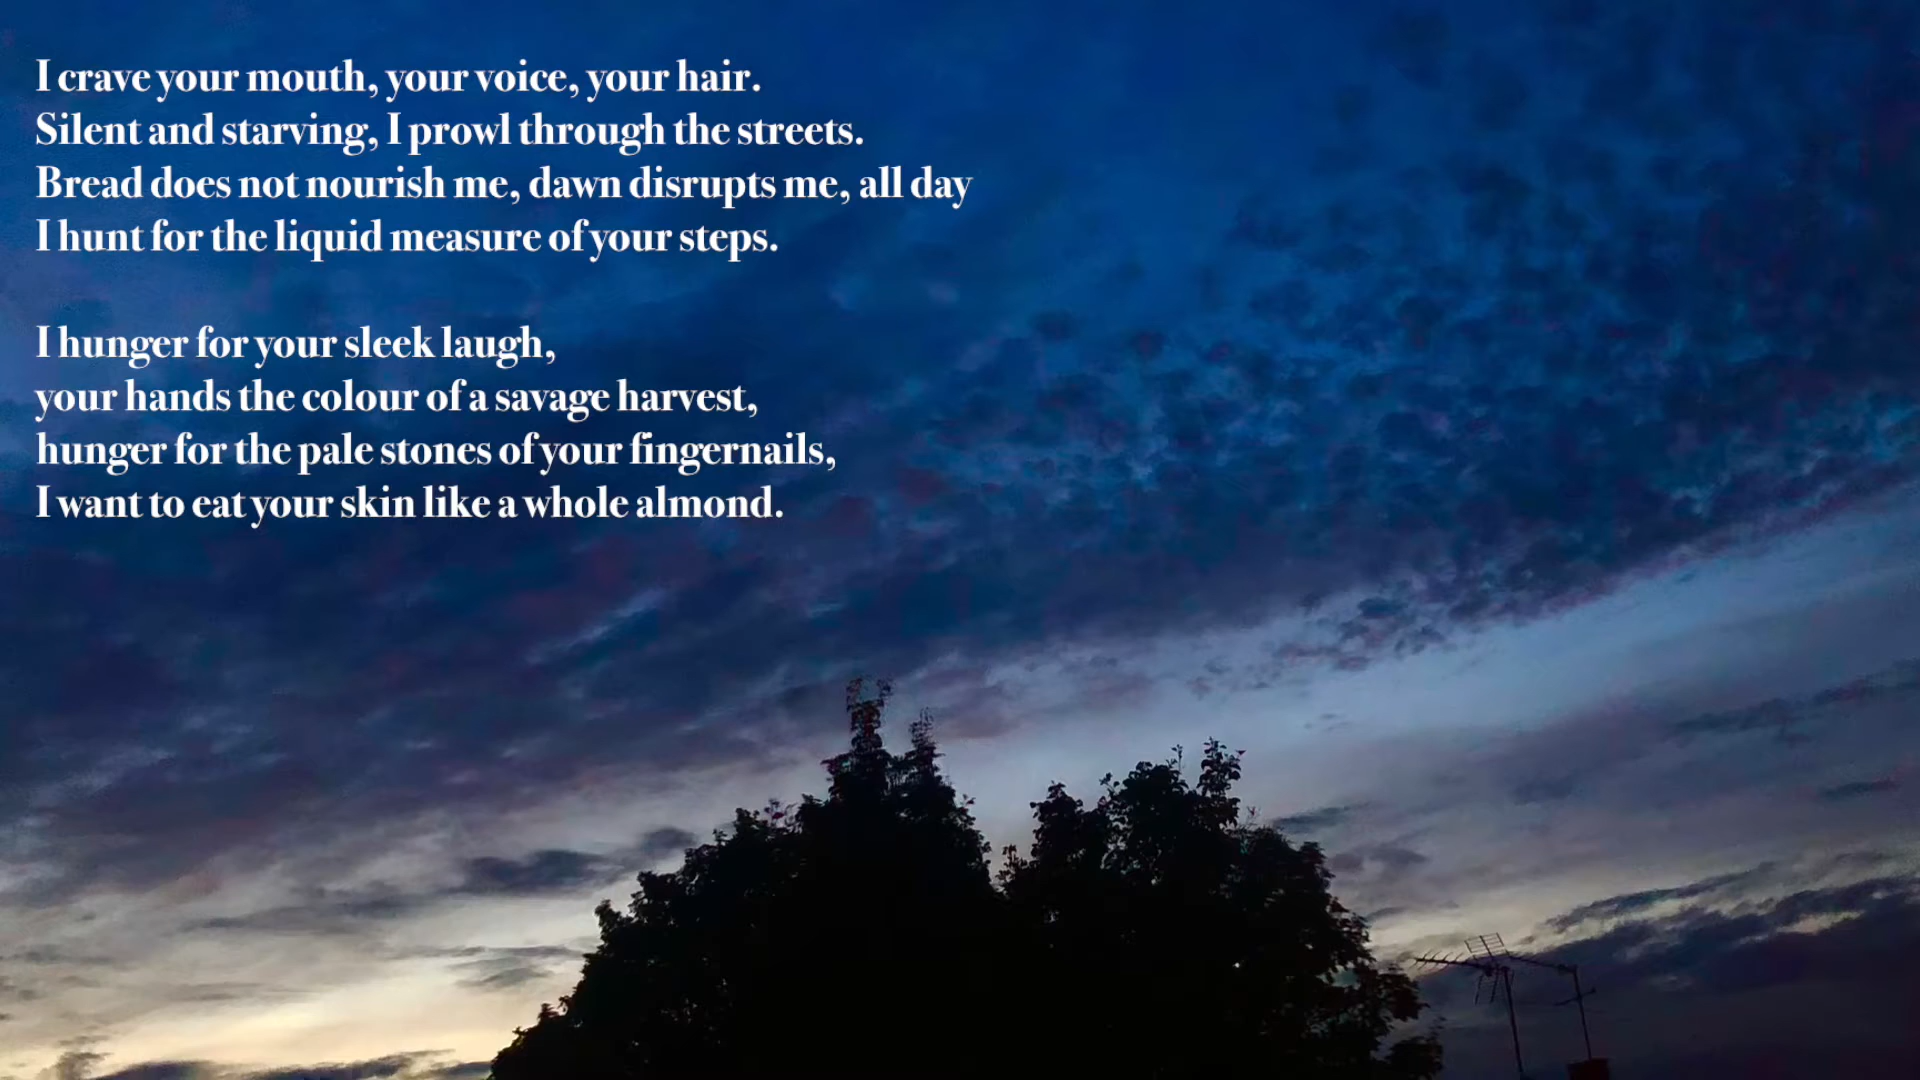 I crave your mouth, your voice, your hair.
Silent and starving, I prowl through the streets.
Bread does not nourish me, dawn disrupts me, all day
I hunt for the liquid measure of your steps.
I hunger for your sleek laugh,
your hands the colour of a savage harvest,
hunger for the pale stones of your fingernails,
I want to eat your skin like a whole almond.